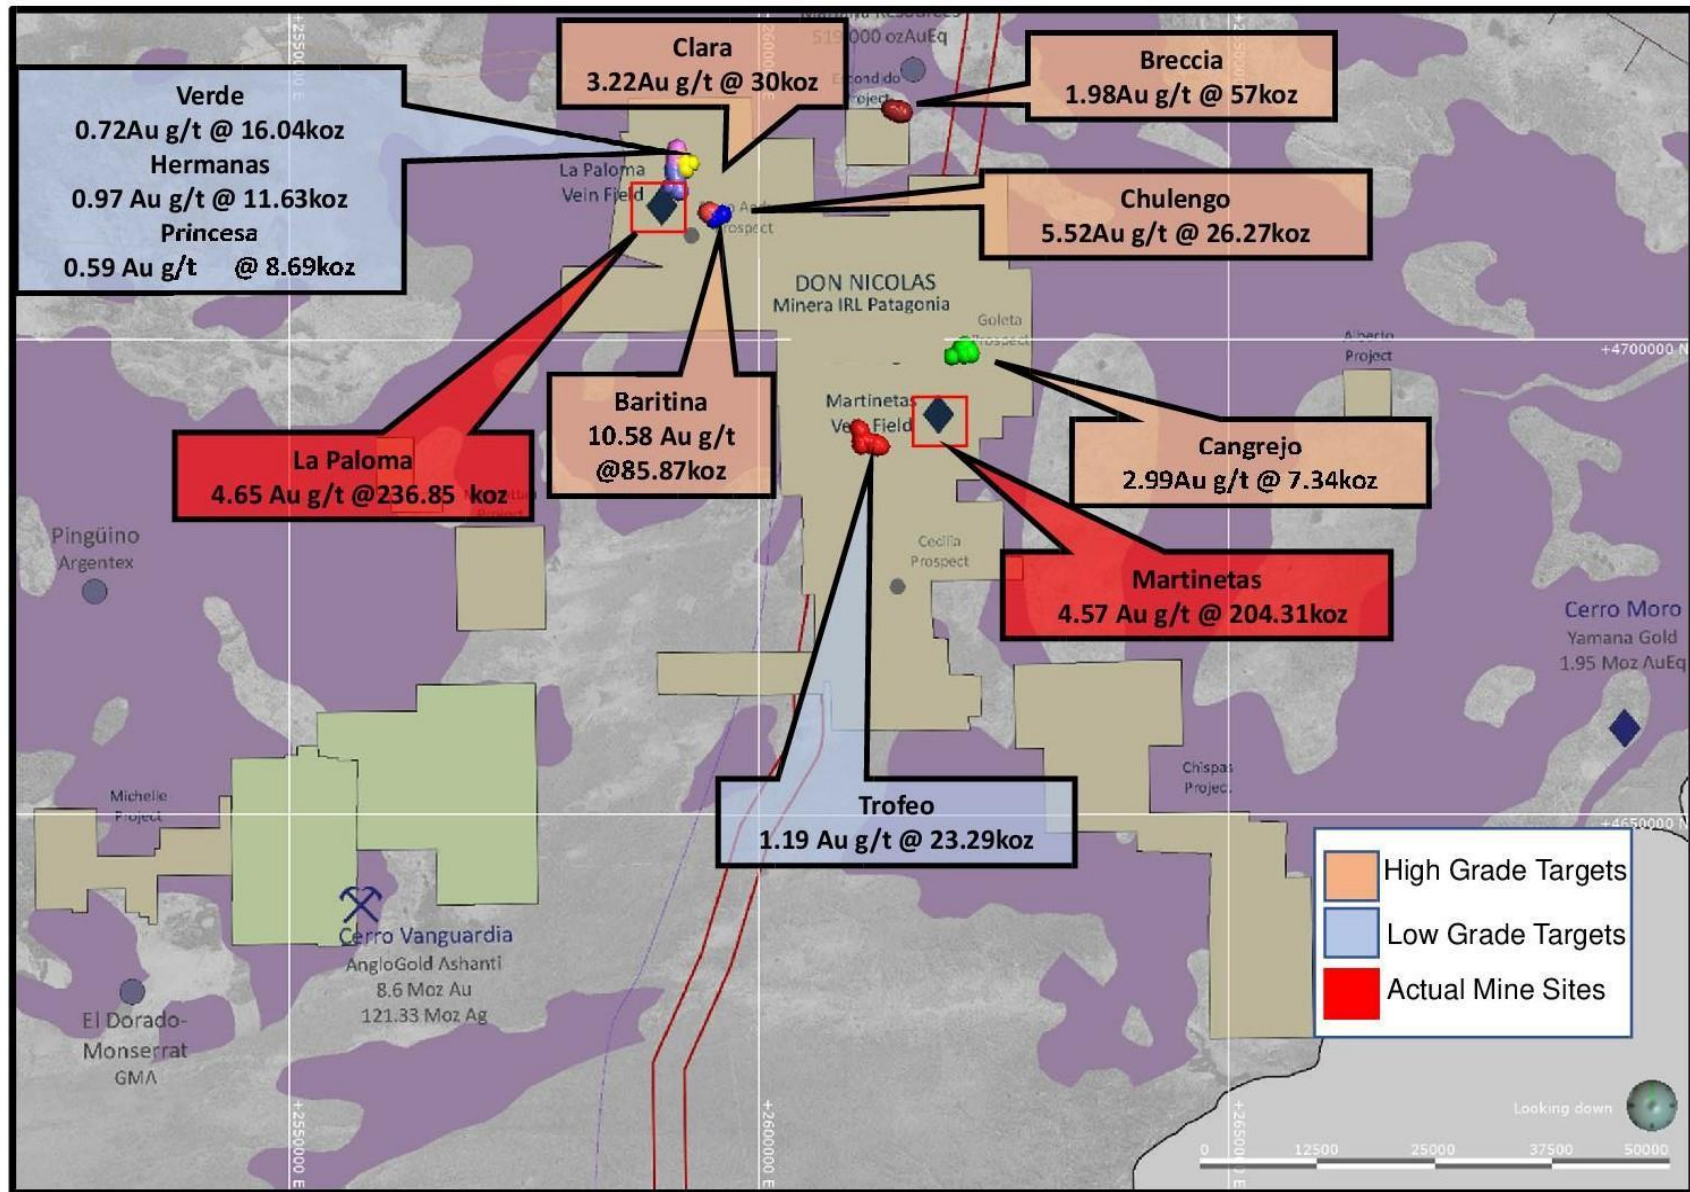 519,000 ozAuEq
Clara
3.22Au g/t @ 30koz
Breccia
1.98Au g/t @ 57koz
Verde
0.72Au g/t @ 16.04koz
Hermanas
0.97 Au g/t @ 11.63koz
Princesa
0.59 Au g/t @ 8.69koz
La Paloma
Vein Field
Chulengo
5.52Au g/t @ 26.27koz
DON NICOLAS
Minera IRL Patagonia
Goleta
Prospect
Alberto
Project
+4700000 N
Baritina
10.58 Au g/t
@85.87koz
Martinetas
Vein Field
La Paloma
4.65 Au g/t @236.85 koz
Cangrejo
2.99Au g/t @ 7.34koz
Pingüino
Argentex
Cecilia
Prospect
Martinetas
4.57 Au g/t @ 204.31koz
Cerro Moro
Yamana Gold
1.95 Moz AuEq
Michelle
Project
Chispas
Projec
Trofeo
1.19 Au g/t @ 23.29koz
+4650000 N
High Grade Targets
Low Grade Targets
Actual Mine Sites
Cerro Vanguardia
AngloGold Ashanti
8.6 Moz Au
121.33 Moz Ag
El Dorado-
Monserrat
GMA
+2550000 E
+2600000 E
+2650000 E
Looking down
0 12500 25000 37500 50000